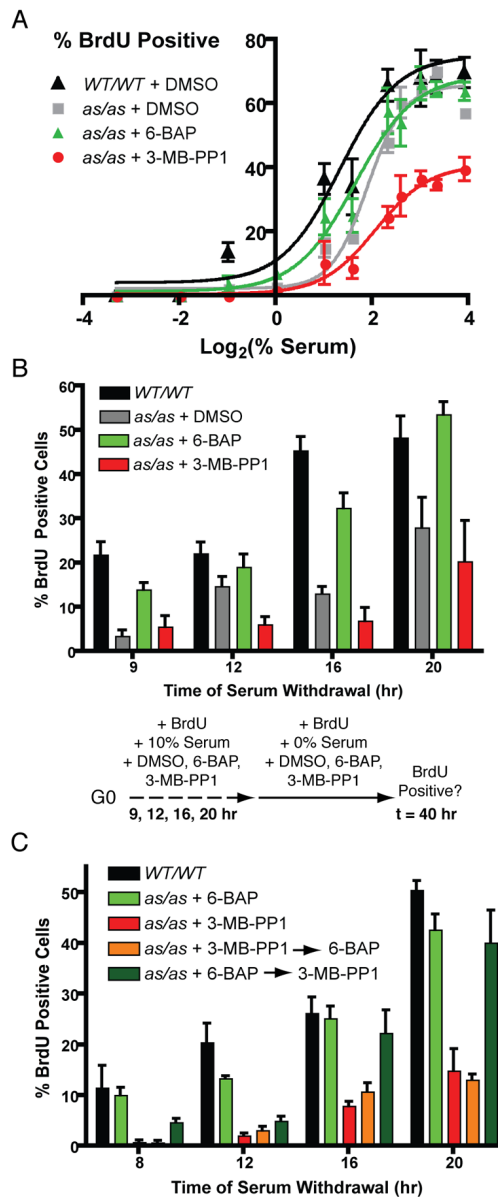 A
% BrdU Positive
WT/WT + DMSO
as/as + DMSO
as/as + 6-BAP
as/as + 3-MB-PP1
80
60
40
20
-4 -2 0 2 4
Log2(% Serum)
B
% BrdU Positive Cells
60
50
40
30
20
10
0
WT/WT
as/as + DMSO
as/as + 6-BAP
as/as + 3-MB-PP1
9 12 16 20
Time of Serum Withdrawal (hr)
+ BrdU
+ 10% Serum
+ DMSO, 6-BAP,
3-MB-PP1
+ BrdU
+ 0% Serum
+ DMSO, 6-BAP,
3-MB-PP1
G0
9, 12, 16, 20 hr
BrdU
Positive?
t = 40 hr
C
% BrdU Positive Cells
50
40
30
20
10
0
WT/WT
as/as + 6-BAP
as/as + 3-MB-PP1
as/as + 3-MB-PP1 → 6-BAP
as/as + 6-BAP → 3-MB-PP1
8 12 16 20
Time of Serum Withdrawal (hr)